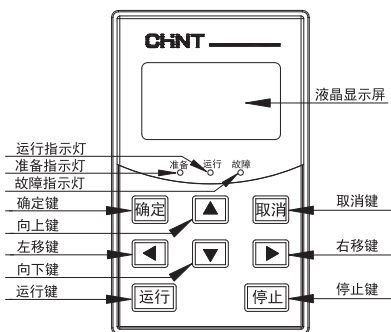 CHNT
液晶显示屏
运行指示灯
准备指示灯
故障指示灯
准备 运行 故障
确定键
确定
取消
取消键
向上键
左移键
右移键
向下键
运行键
运行
停止
停止键